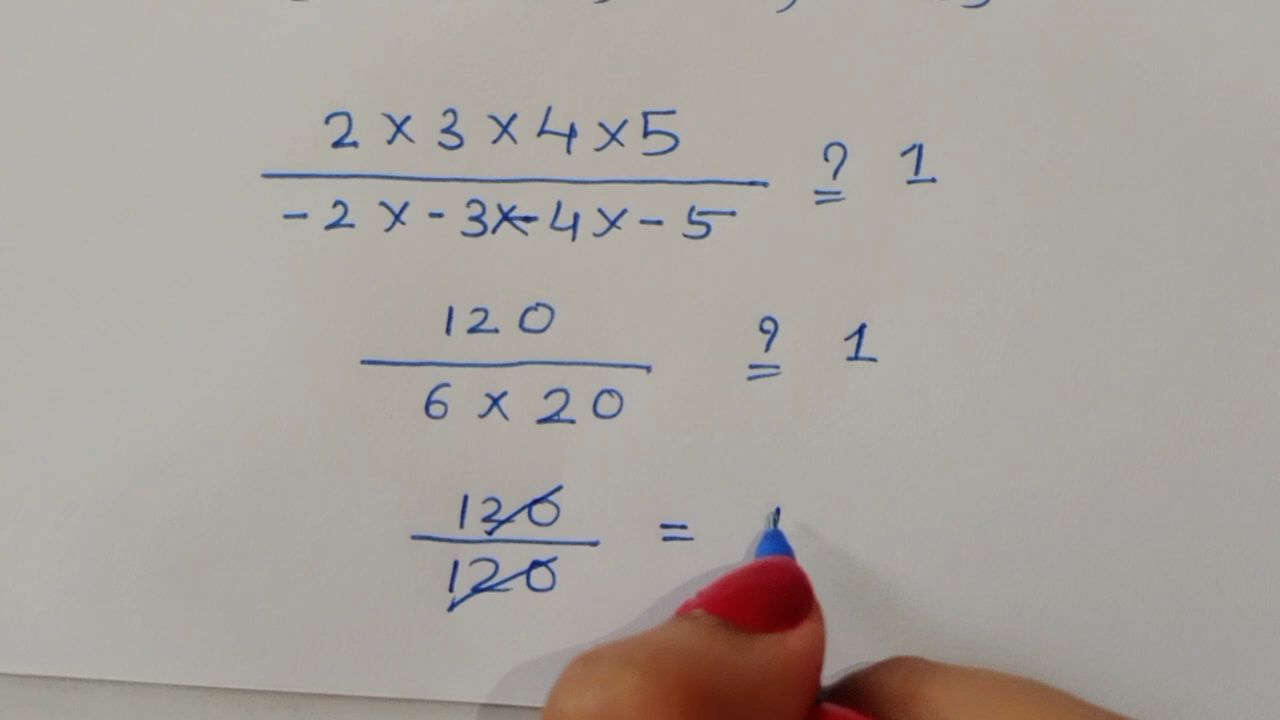 2 × 3 × 4 × 5
? = 1
-2 × -3 × -4 × -5
120
? = 1
6 × 20
120
=
120